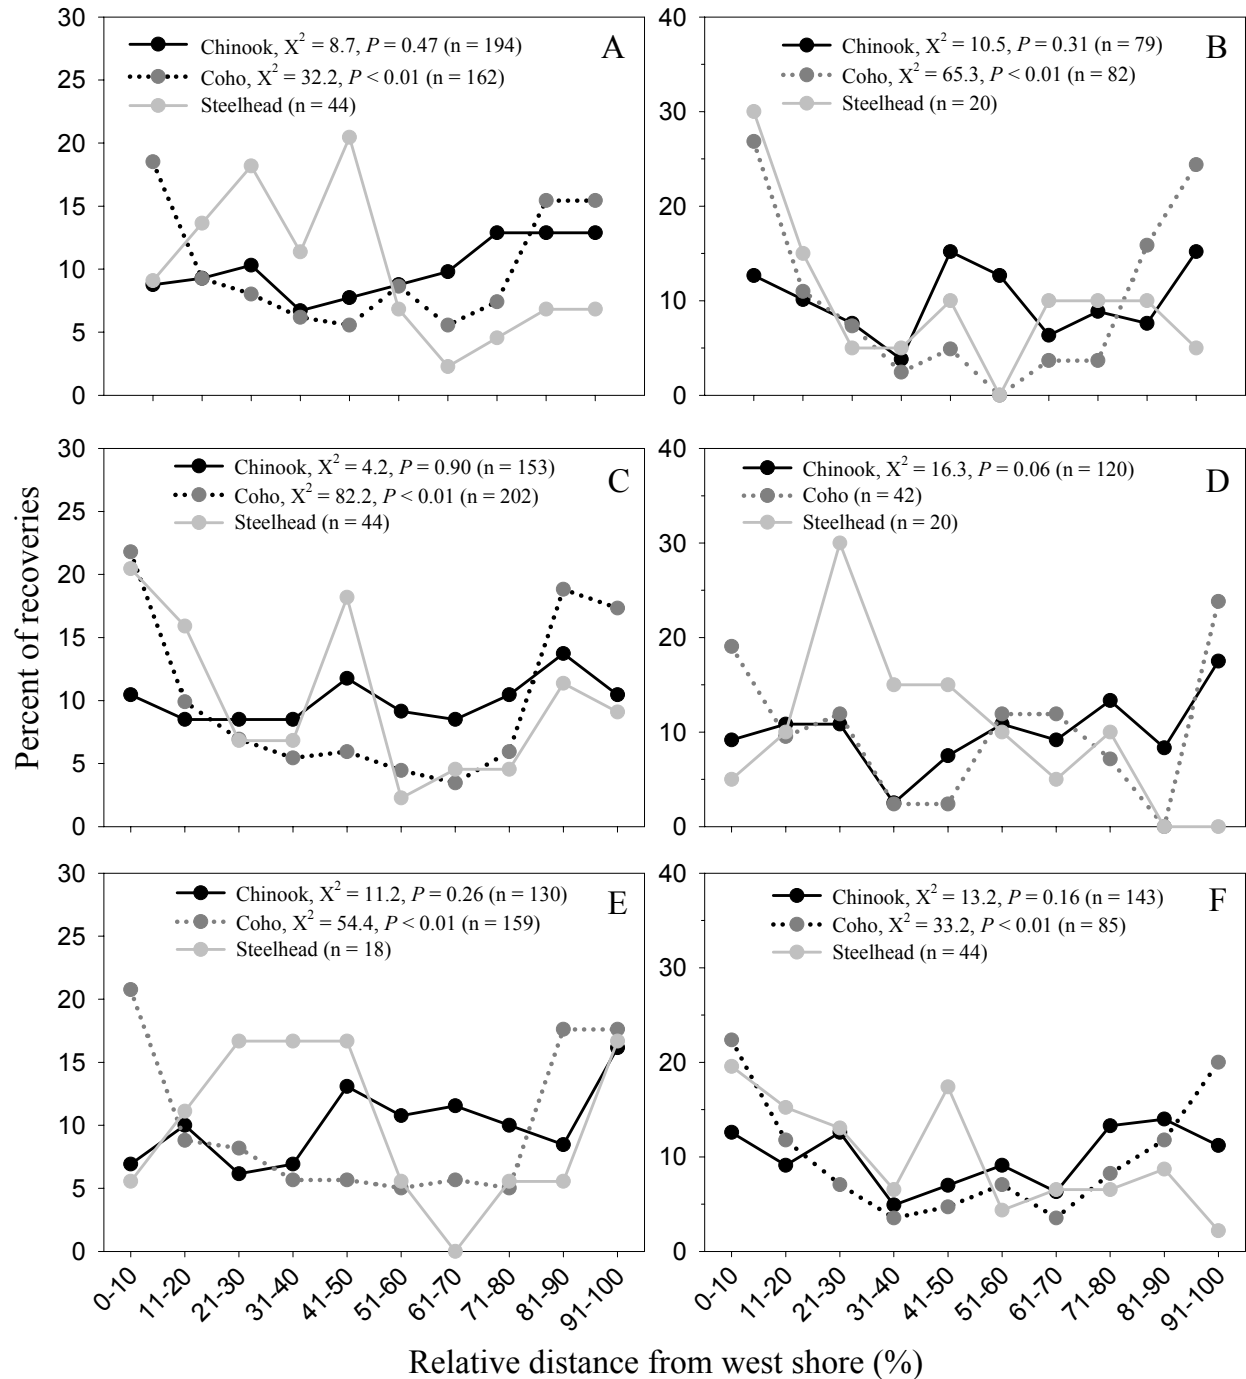 Percent of recoveries
30
25
20
15
10
5
0
Chinook, X² = 8.7, P = 0.47 (n = 194)
Coho, X² = 32.2, P < 0.01 (n = 162)
Steelhead (n = 44)
A
40
30
20
10
0
Chinook, X² = 10.5, P = 0.31 (n = 79)
Coho, X² = 65.3, P < 0.01 (n = 82)
Steelhead (n = 20)
B
30
25
20
15
10
5
0
Chinook, X² = 4.2, P = 0.90 (n = 153)
Coho, X² = 82.2, P < 0.01 (n = 202)
Steelhead (n = 44)
C
40
30
20
10
0
Chinook, X² = 16.3, P = 0.06 (n = 120)
Coho (n = 42)
Steelhead (n = 20)
D
30
25
20
15
10
5
0
Chinook, X² = 11.2, P = 0.26 (n = 130)
Coho, X² = 54.4, P < 0.01 (n = 159)
Steelhead (n = 18)
E
0-10
11-20
21-30
31-40
41-50
51-60
61-70
71-80
81-90
91-100
40
30
20
10
0
Chinook, X² = 13.2, P = 0.16 (n = 143)
Coho, X² = 33.2, P < 0.01 (n = 85)
Steelhead (n = 44)
F
0-10
11-20
21-30
31-40
41-50
51-60
61-70
71-80
81-90
91-100
Relative distance from west shore (%)